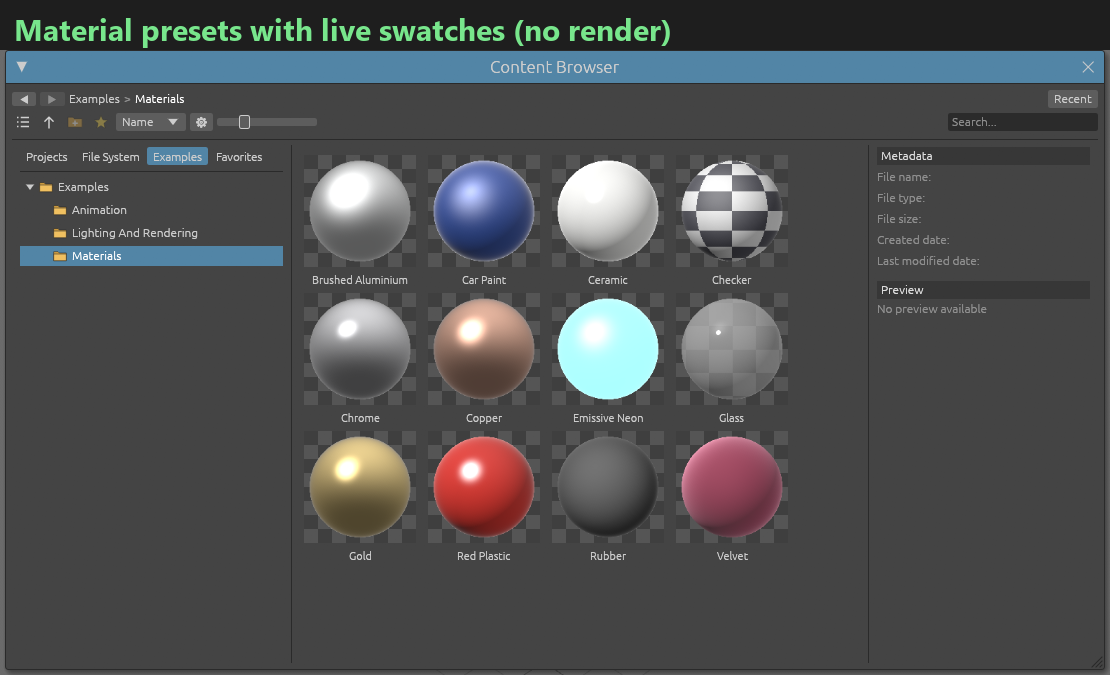 Material presets with live swatches (no render)
Content Browser
Examples > Materials
Recent
Name
Search...
Projects File System Examples Favorites
Examples
Animation
Lighting And Rendering
Materials
Brushed Aluminium Car Paint Ceramic Checker
Chrome Copper Emissive Neon Glass
Gold Red Plastic Rubber Velvet
Metadata
File name:
File type:
File size:
Created date:
Last modified date:
Preview
No preview available